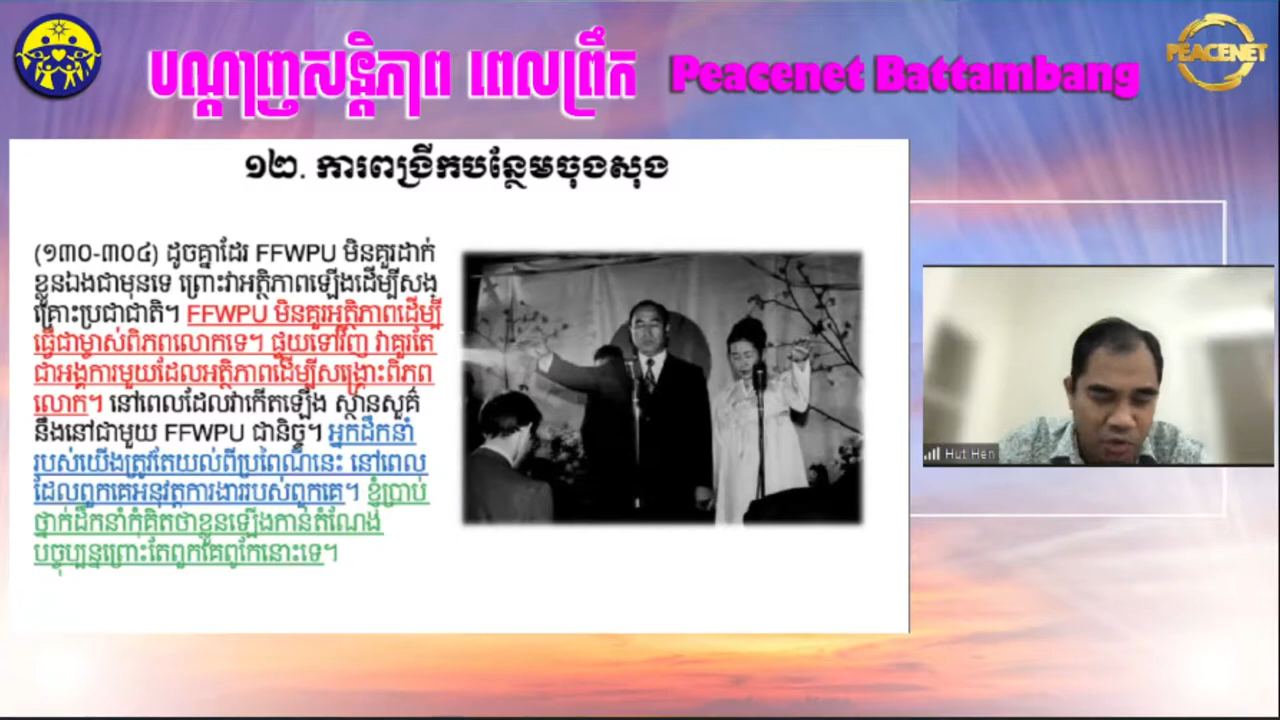 បណ្តាញសន្តិភាព ពេលព្រឹក Peacenet Battambang
PEACENET
១២. ការពង្រីកបន្ថែមចុងសុង
(១៣០-៣០៤) ដូចគ្នាដែរ FFWPU មិនគួរដាក់
ខ្លួនឯងជាមុនទេ ព្រោះវាអត្ថិភាពឡើងដើម្បីសង្
គ្រោះប្រជាជាតិ។ FFWPU មិនគួរអត្ថិភាពដើម្បី
ធ្វើជាម្ចាស់ពិភពលោកទេ។ ផ្ទុយទៅវិញ វាគួរតែ
ជាអង្គការមួយដែលអត្ថិភាពដើម្បីសង្គ្រោះពិភព
លោក។ នៅពេលដែលវាកើតឡើង ស្ថានសួគ៌
នឹងនៅជាមួយ FFWPU ជានិច្ច។ អ្នកដឹកនាំ
របស់យើងត្រូវតែយល់ពីប្រពៃណីនេះ នៅពេល
ដែលពួកគេអនុវត្តការងាររបស់ពួកគេ។ ខ្ញុំប្រាប់
ថ្នាក់ដឹកនាំកុំគិតថាខ្លួនឡើងកាន់តំណែង
បច្ចុប្បន្នព្រោះតែពួកគេពូកែនោះទេ។
Hut Hen